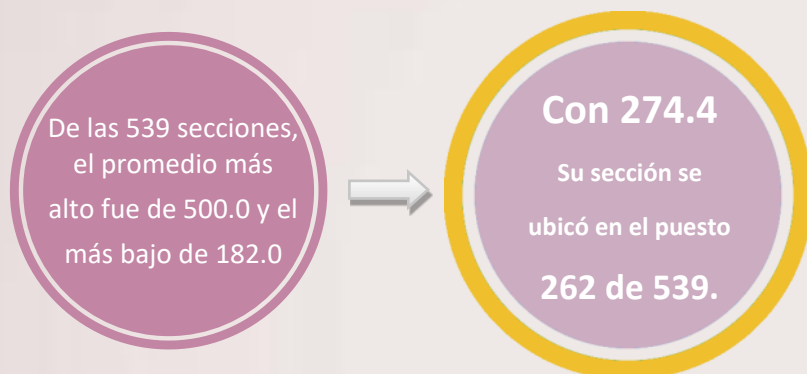 De las 539 secciones,
el promedio más
alto fue de 500.0 y el
más bajo de 182.0
Con 274.4
Su sección se
ubicó en el puesto
262 de 539.